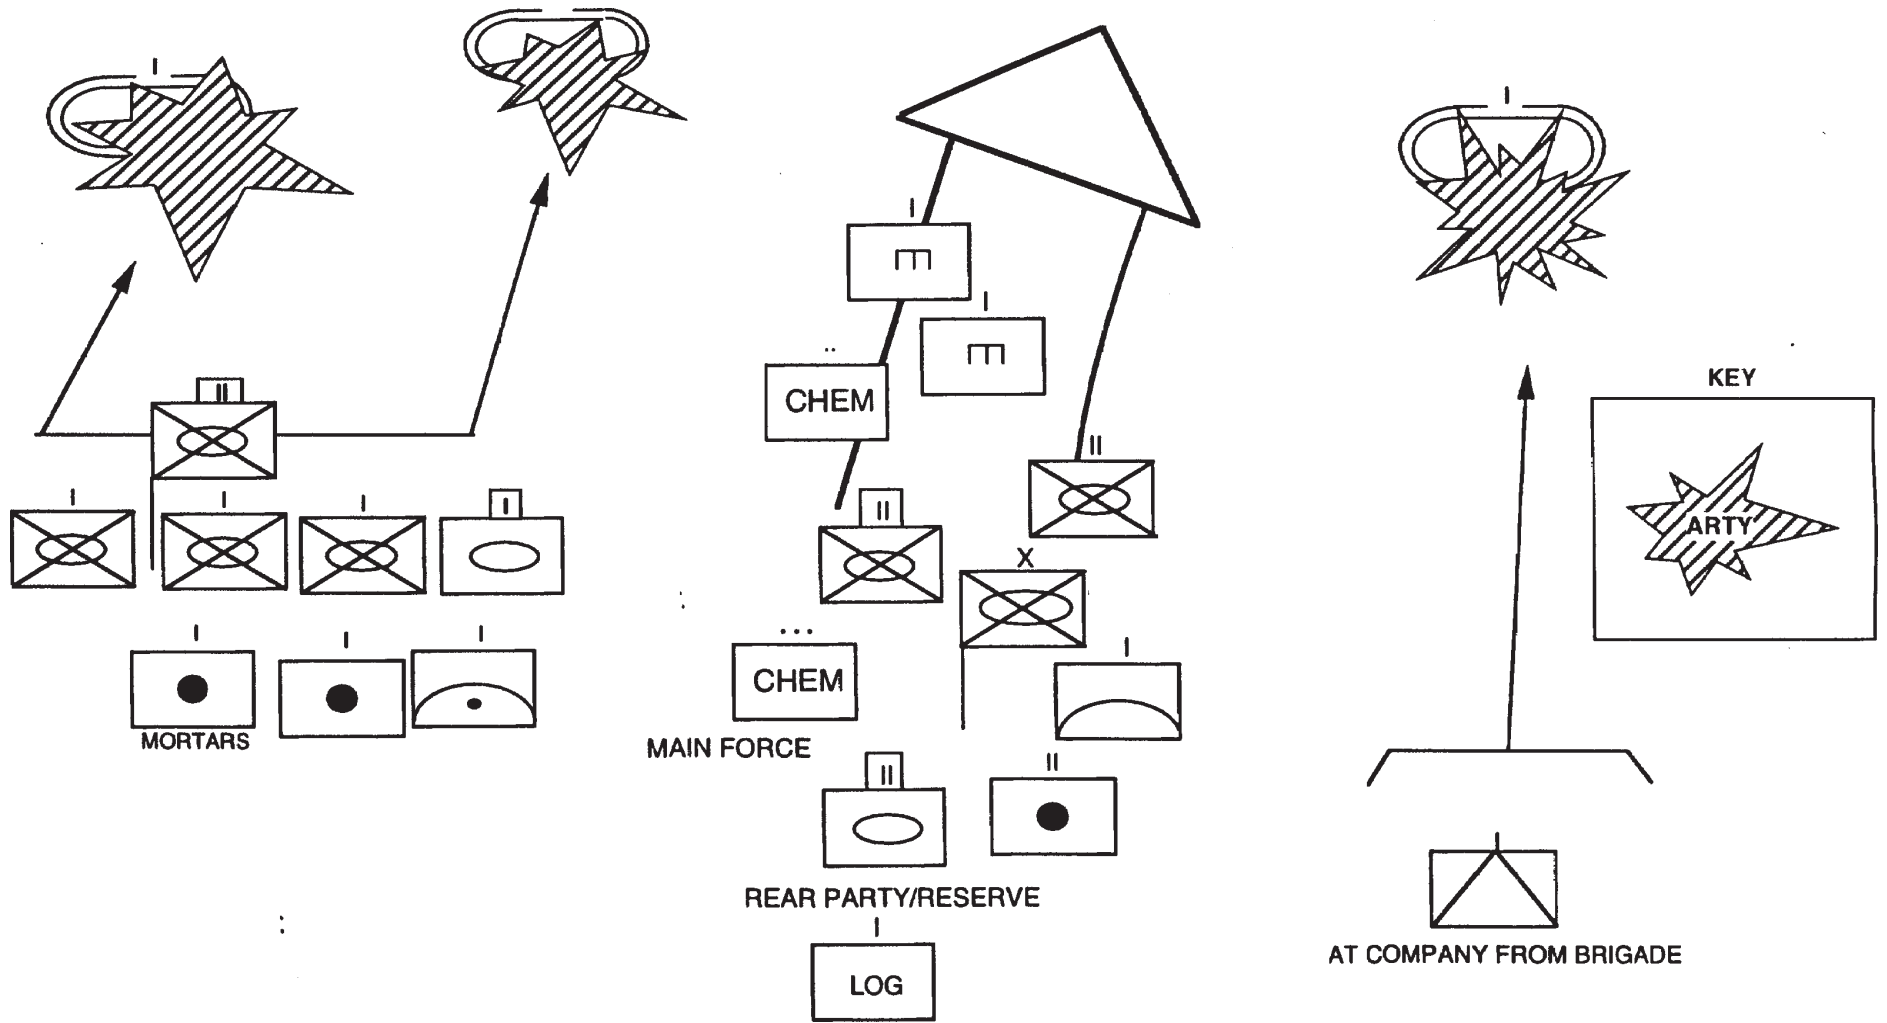 KEY
CHEM
ARTY
CHEM
MORTARS
MAIN FORCE
REAR PARTY/RESERVE
AT COMPANY FROM BRIGADE
LOG